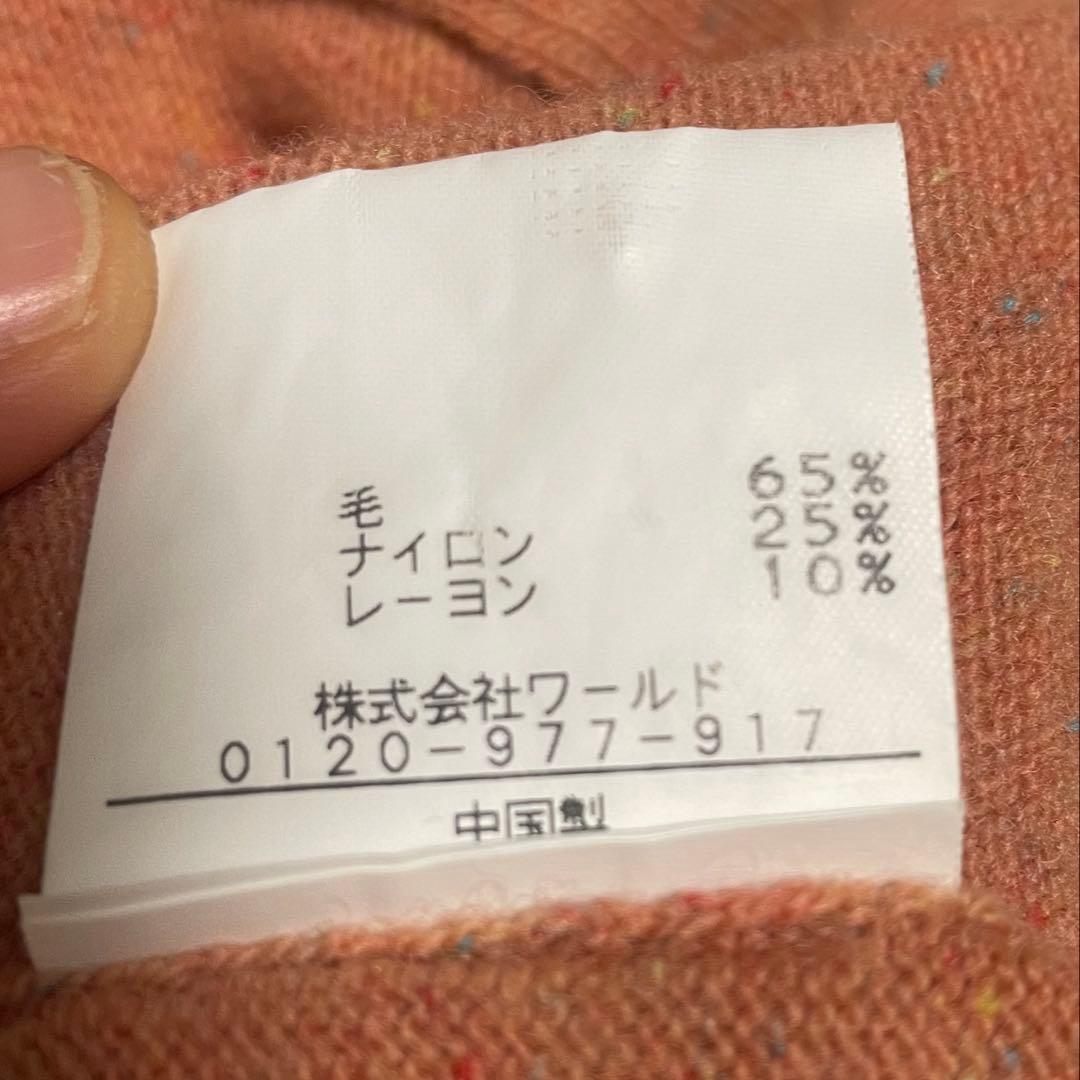 毛 65%
ナイロン 25%
レーヨン 10%
株式会社ワールド
0120-977-917
中国製